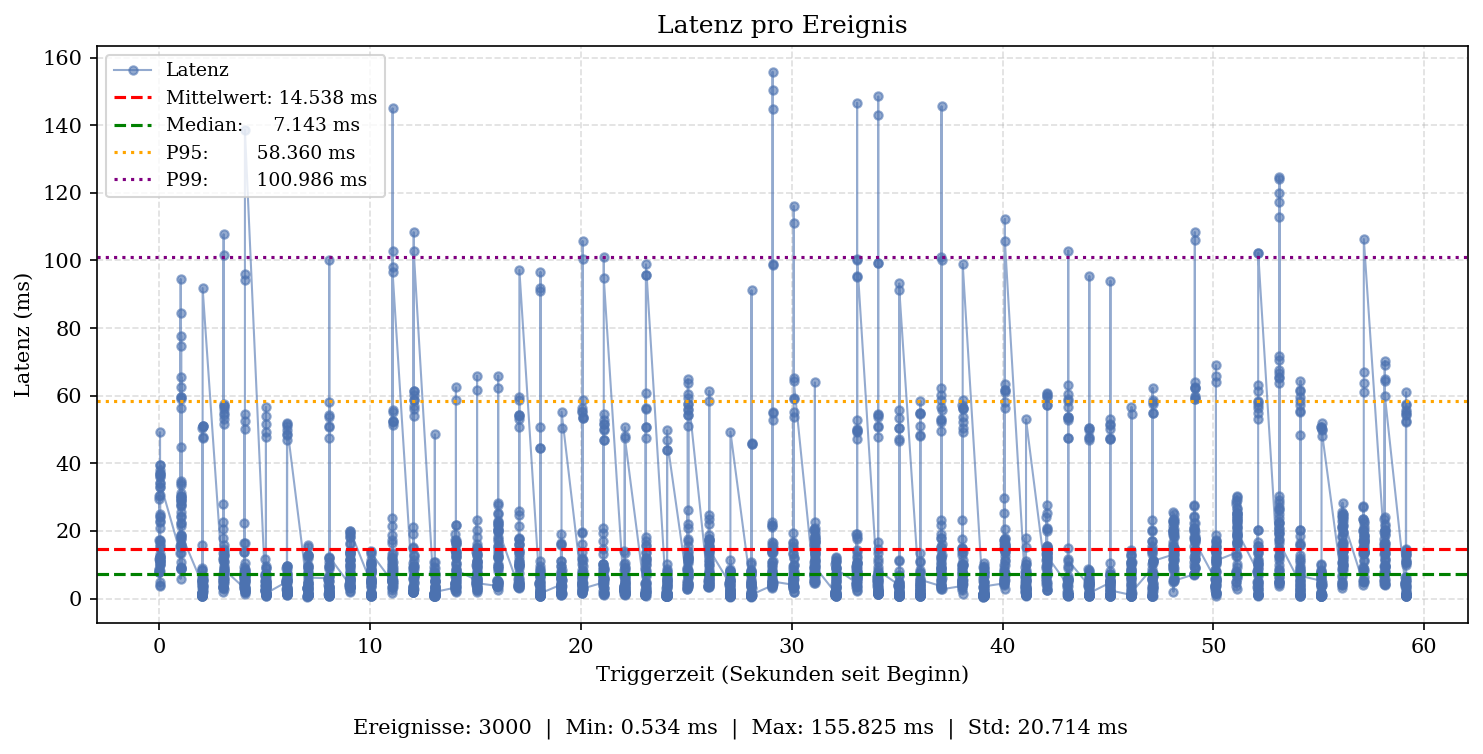 Latenz pro Ereignis
Latenz (ms)
160
140
120
100
80
60
40
20
0
Latenz
Mittelwert: 14.538 ms
Median: 7.143 ms
P95: 58.360 ms
P99: 100.986 ms
0 10 20 30 40 50 60
Triggerzeit (Sekunden seit Beginn)
Ereignisse: 3000 | Min: 0.534 ms | Max: 155.825 ms | Std: 20.714 ms